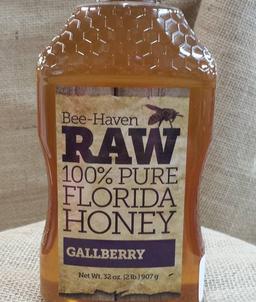 Bee-Haven
RAW
100% PURE
FLORIDA
HONEY
GALLBERRY
Net Wt. 32 oz. (2 lb) 907 g